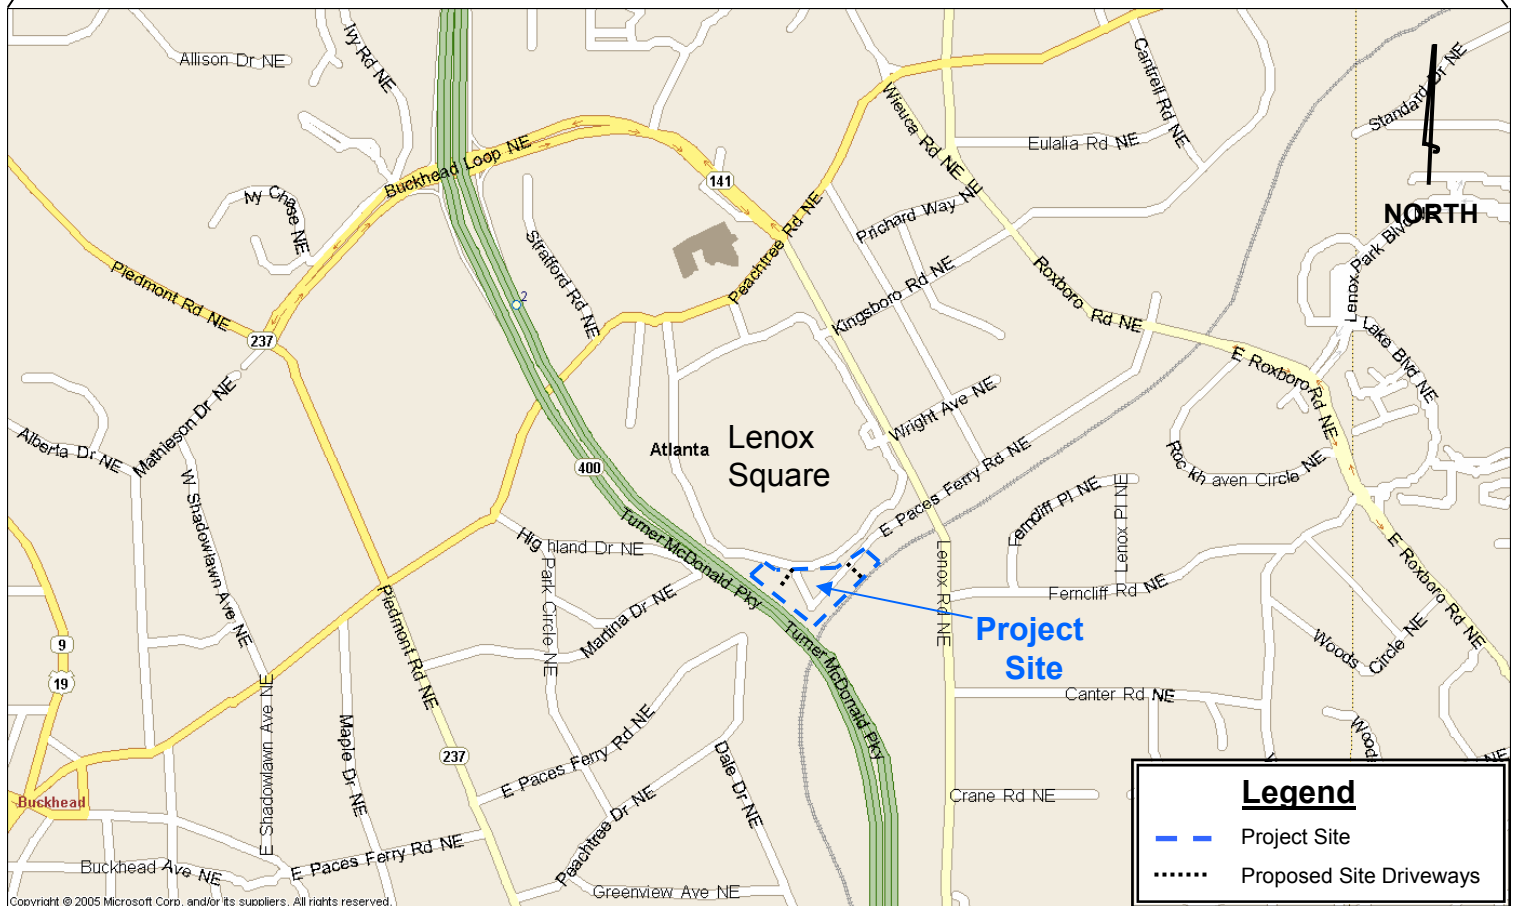 Allison Dr NE
Ivy Rd NE
Cantrell Rd NE
Standard Dr NE
Wieuca Rd NE
NE
Eulalia Rd NE
Buckhead Loop NE
141
Ivy Chase NE
Prichard Way NE
NORTH
Lenox Park Blvd NE
Peachtree Rd NE
Stratford Rd NE
Piedmont Rd NE
Kingsboro Rd NE
Roxboro Rd NE
2
237
E Roxboro Rd NE
Lake Blvd NE
Mathieson Dr NE
Wright Ave NE
Alberta Dr NE
Atlanta
Lenox
Square
400
Rockhaven Circle NE
W Shadowlawn Ave NE
E Paces Ferry Rd NE
Ferncliff Pl NE
Lenox Pl NE
Turner McDonald Pky
Highland Dr NE
Park Circle NE
Martina Dr NE
Lenox Rd NE
Ferncliff Rd NE
E Roxboro Rd NE
Piedmont Rd NE
Turner McDonald Pky
Project
Site
Woods Circle NE
9
19
E Shadowlawn Ave NE
Maple Dr NE
Canter Rd NE
Wood
237
E Paces Ferry Rd NE
Dale Dr NE
NE
Buckhead
Peachtree Dr NE
Crane Rd NE
Legend
Project Site
Proposed Site Driveways
Buckhead Ave NE
E Paces Ferry Rd NE
Greenview Ave NE
Copyright © 2005 Microsoft Corp. and/or its suppliers. All rights reserved.